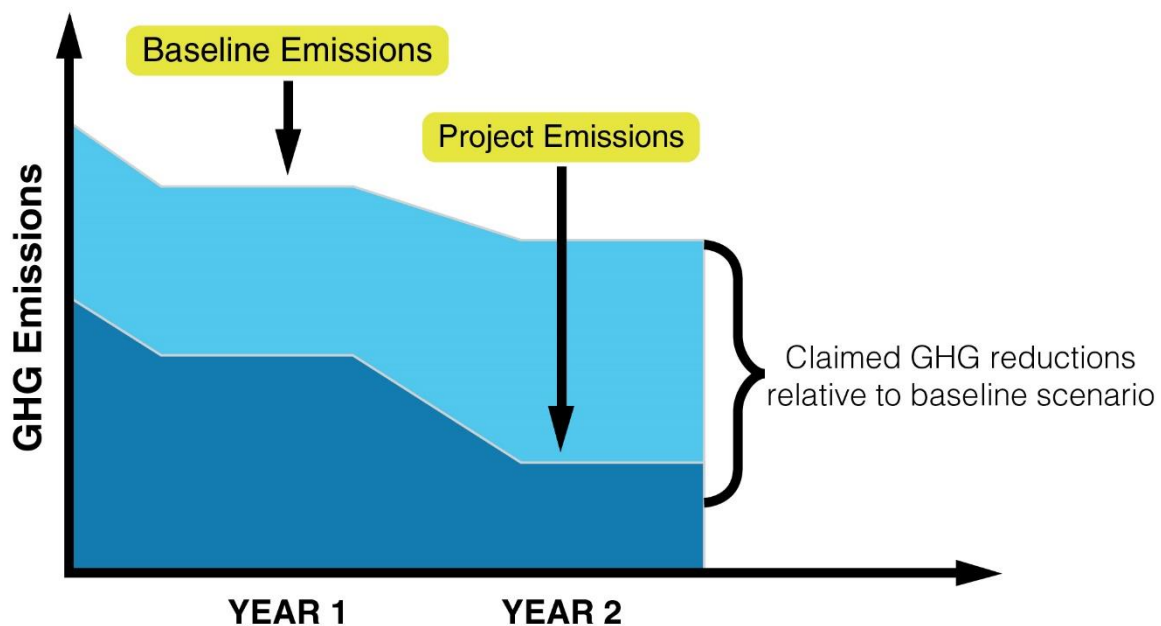 Baseline Emissions
Project Emissions
GHG Emissions
Claimed GHG reductions
relative to baseline scenario
YEAR 1
YEAR 2